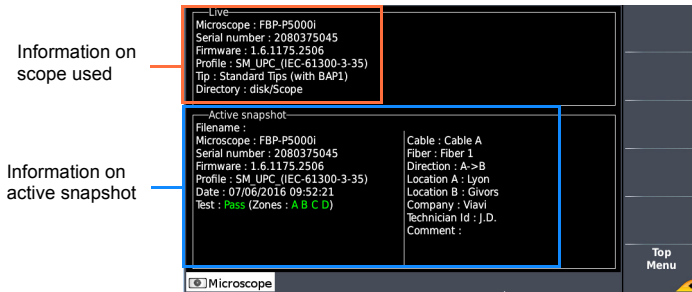 Information on
scope used
Live
Microscope : FBP-P5000i
Serial number : 2080375045
Firmware : 1.6.1175.2506
Profile : SM_UPC_(IEC-61300-3-35)
Tip : Standard Tips (with BAP1)
Directory : disk/Scope
Information on
active snapshot
Active snapshot
Filename :
Microscope : FBP-P5000i
Serial number : 2080375045
Firmware : 1.6.1175.2506
Profile : SM_UPC_(IEC-61300-3-35)
Date : 07/06/2016 09:52:21
Test : Pass (Zones : A B C D)
Cable : Cable A
Fiber : Fiber 1
Direction : A->B
Location A : Lyon
Location B : Givors
Company : Viavi
Technician Id : J.D.
Comment :
Top
Menu
Microscope